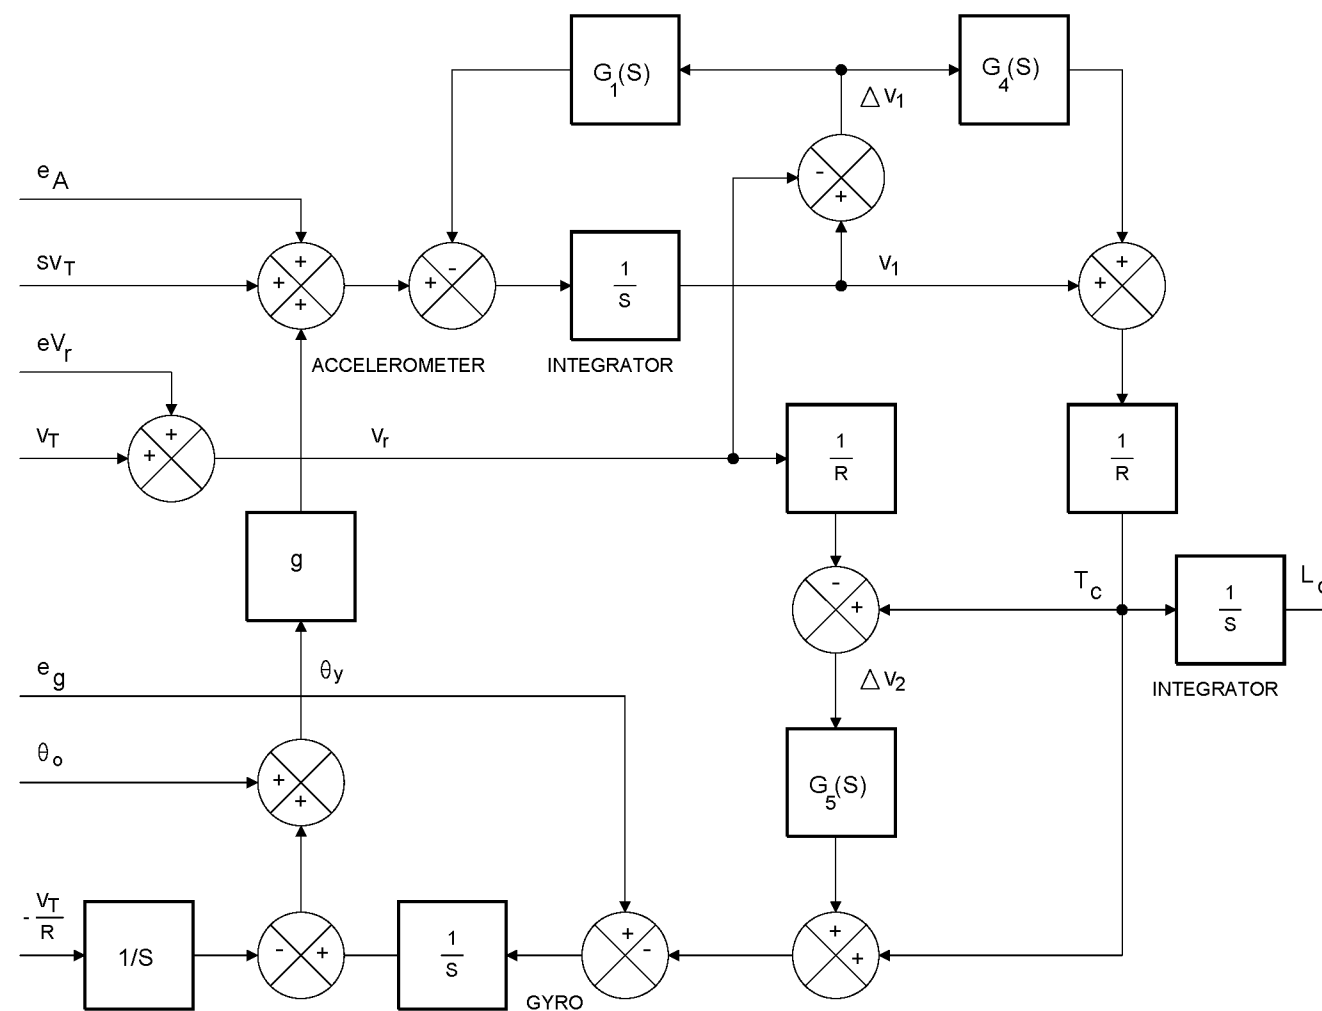 G1(S)
G4(S)
Δv1
-
+
eA
svT
+
+
+
+
-
1
S
v1
+
+
eVr
ACCELEROMETER
INTEGRATOR
vT
+
+
vr
1
R
1
R
g
-
+
Tc
1
S
Lc
eg
θy
Δv2
INTEGRATOR
θo
+
+
G5(S)
- vT
R
1/S
-
+
1
S
+
-
+
+
GYRO